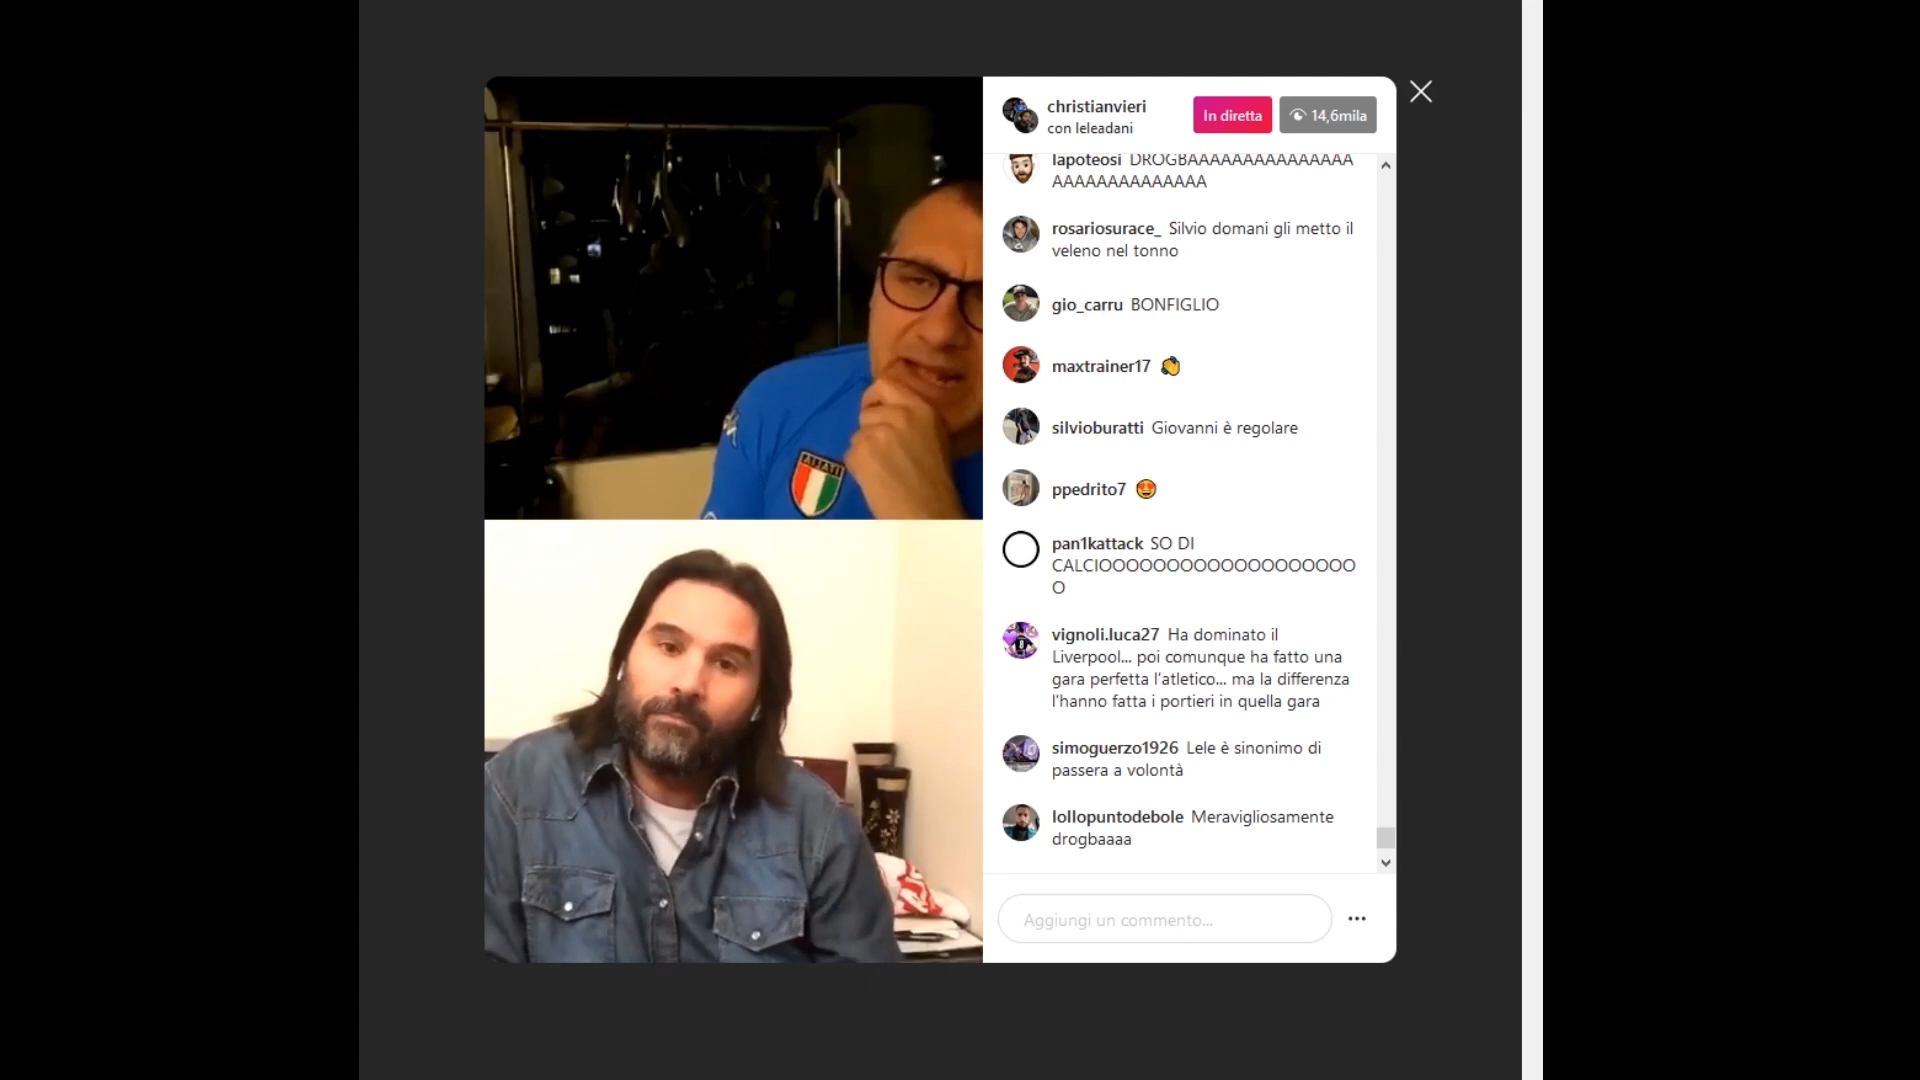 christianvieri
con leleadani
In diretta
14,6mila
lapoteosi DROGBAAAAAAAAAAAAAAAA
AAAAAAAAAAAAAA
rosariosurace_ Silvio domani gli metto il
veleno nel tonno
gio_carru BONFIGLIO
maxtrainer17 👏
silvioburatti Giovanni è regolare
ppedrito7 😍
pan1kattack SO DI
CALCIOOOOOOOOOOOOOOOOOOO
O
vignoli.luca27 Ha dominato il
Liverpool... poi comunque ha fatto una
gara perfetta l'atletico... ma la differenza
l'hanno fatta i portieri in quella gara
simoguerzo1926 Lele è sinonimo di
passera a volontà
lollopuntodebole Meravigliosamente
drogbaaaa
Aggiungi un commento...